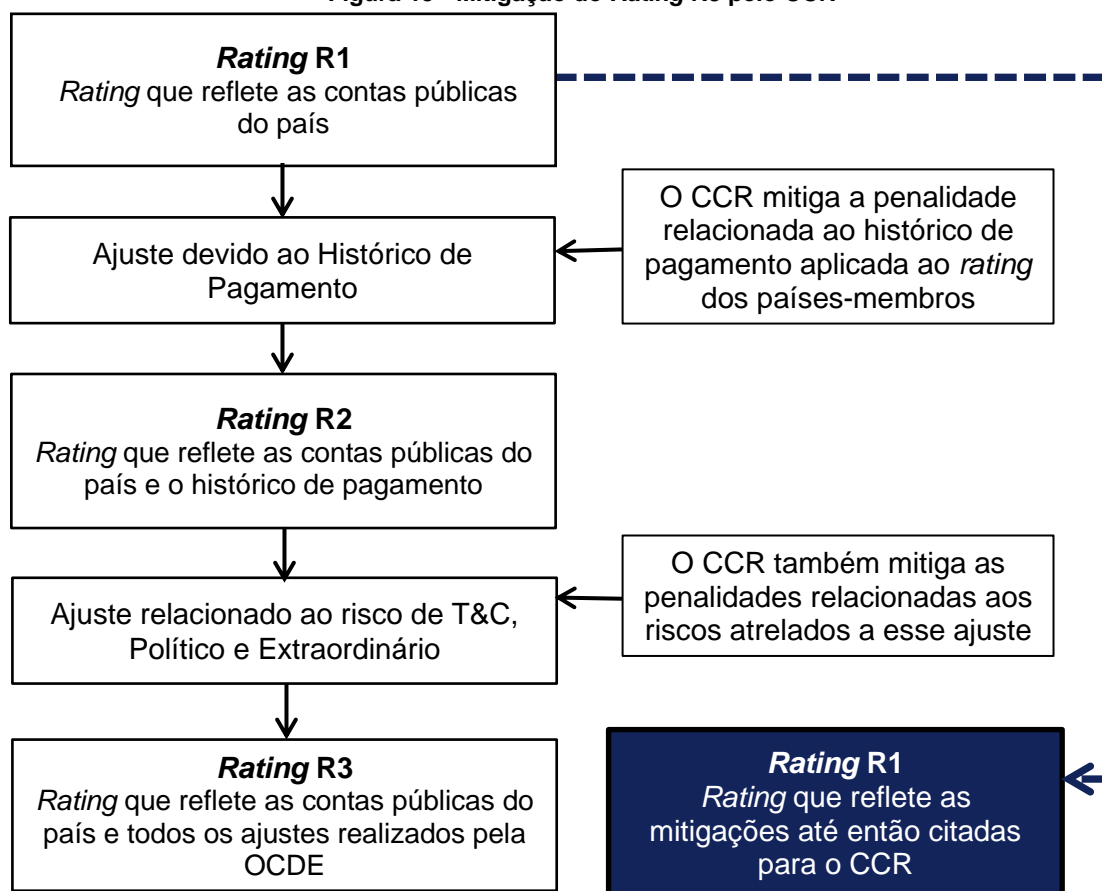 Rating R1
Rating que reflete as contas públicas
do país
Ajuste devido ao Histórico de
Pagamento
O CCR mitiga a penalidade
relacionada ao histórico de
pagamento aplicada ao rating
dos países-membros
Rating R2
Rating que reflete as contas públicas do
país e o histórico de pagamento
Ajuste relacionado ao risco de T&C,
Político e Extraordinário
O CCR também mitiga as
penalidades relacionadas aos
riscos atrelados a esse ajuste
Rating R3
Rating que reflete as contas públicas do
país e todos os ajustes realizados pela
OCDE
Rating R1
Rating que reflete as
mitigações até então citadas
para o CCR